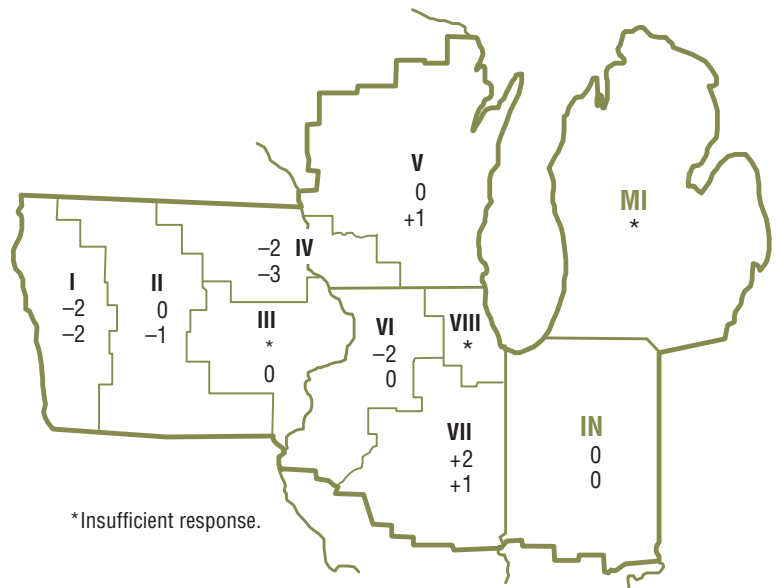 V
0
+1
MI
*
–2 IV
–3
I
–2
–2
II
0
–1
III
*
0
VI
–2
0
VIII
*
VII
+2
+1
IN
0
0
*Insufficient response.